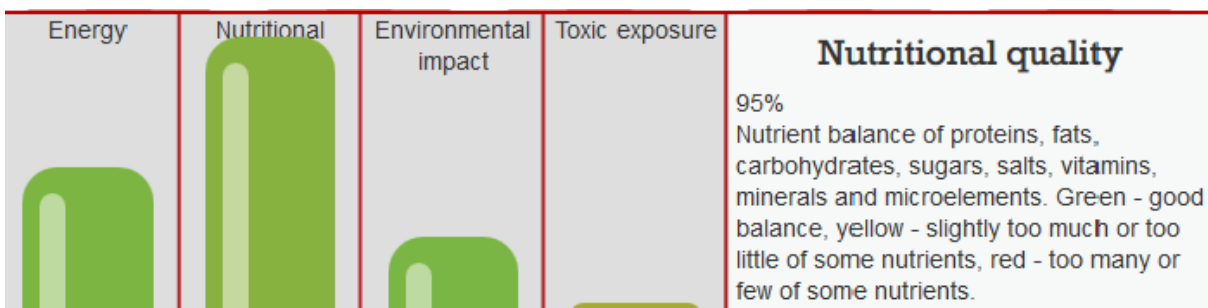 Energy
Nutritional
Environmental
impact
Toxic exposure
Nutritional quality
95%
Nutrient balance of proteins, fats,
carbohydrates, sugars, salts, vitamins,
minerals and microelements. Green - good
balance, yellow - slightly too much or too
little of some nutrients, red - too many or
few of some nutrients.